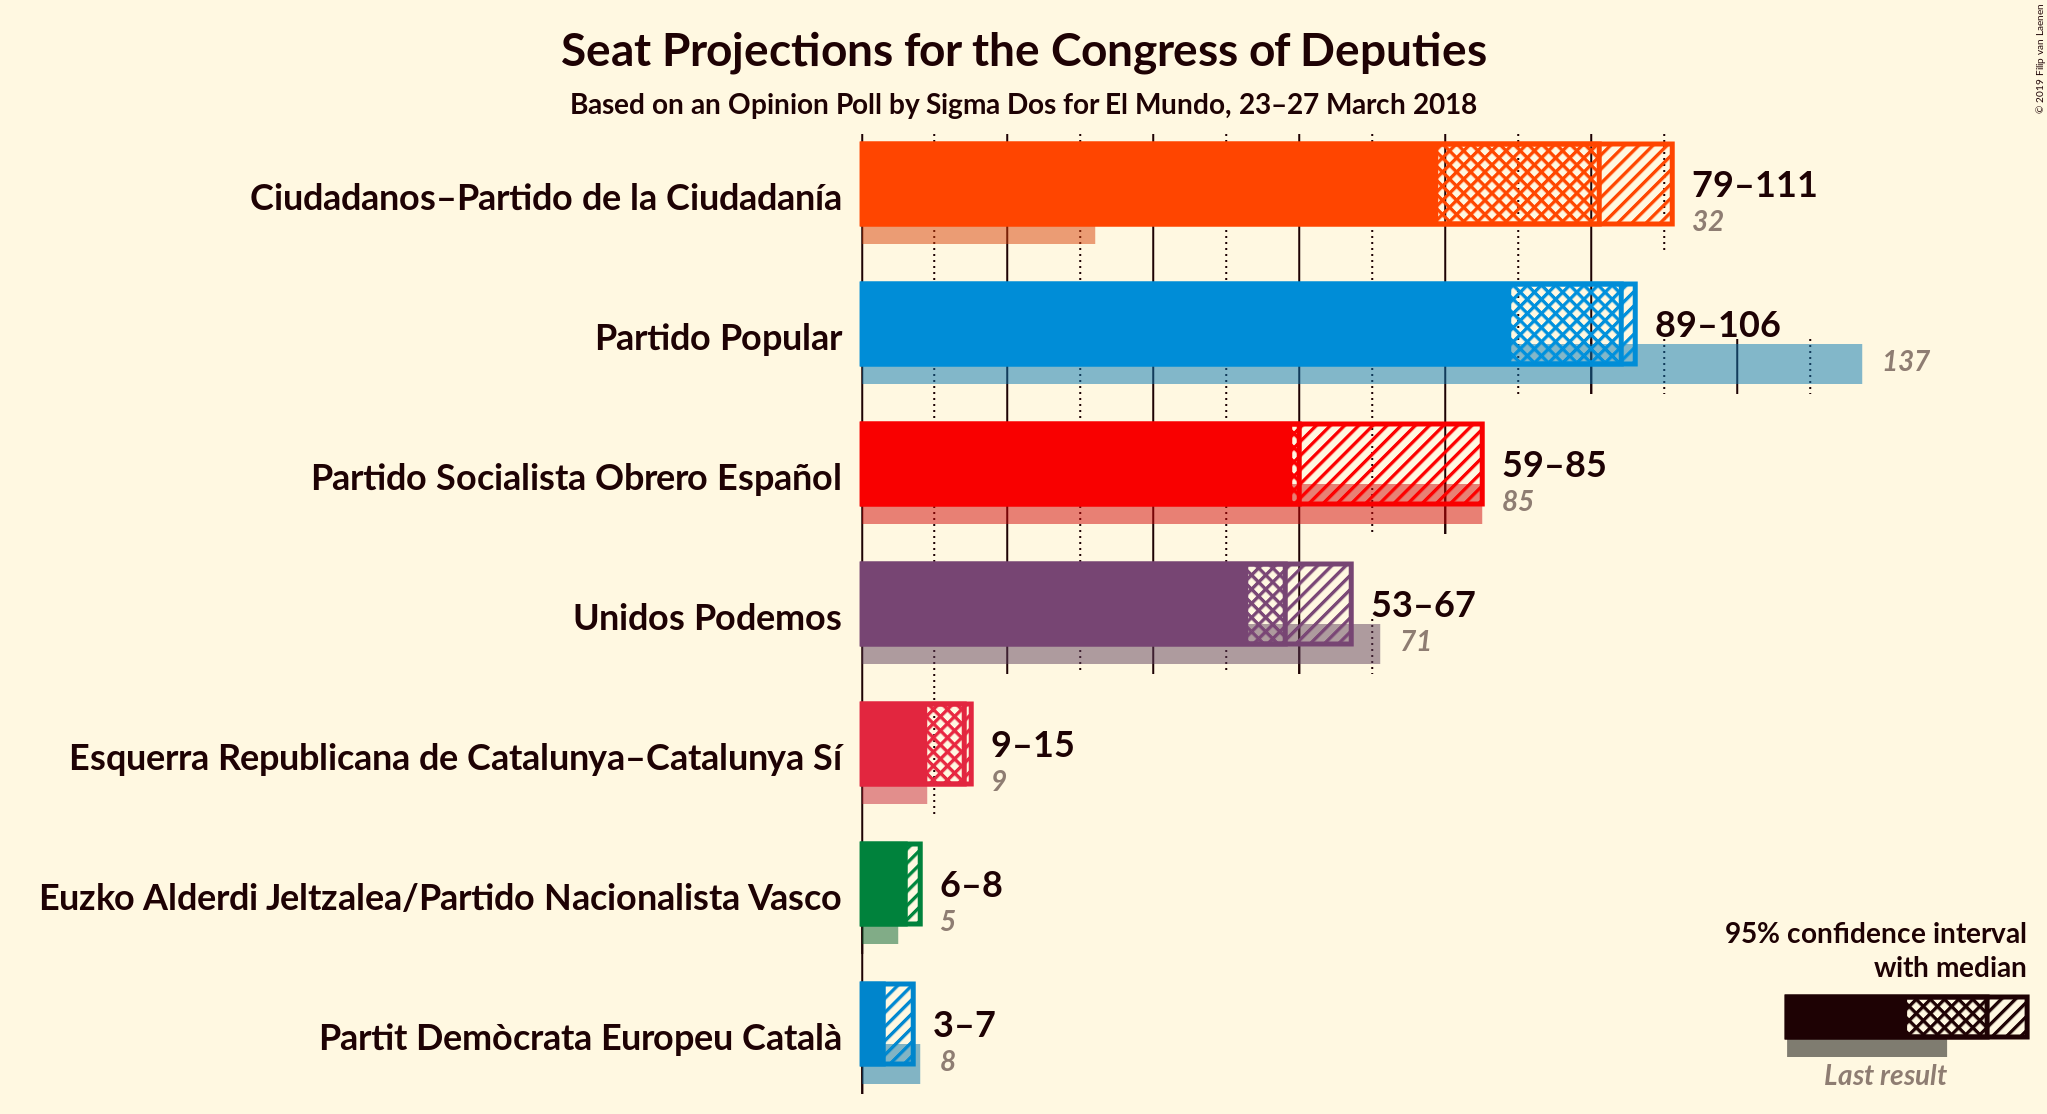 Seat Projections for the Congress of Deputies
Based on an Opinion Poll by Sigma Dos for El Mundo, 23–27 March 2018
© 2019 Filip van Laenen
Ciudadanos–Partido de la Ciudadanía
79–111
32
Partido Popular
89–106
137
Partido Socialista Obrero Español
59–85
85
Unidos Podemos
53–67
71
Esquerra Republicana de Catalunya–Catalunya Sí
9–15
9
Euzko Alderdi Jeltzalea/Partido Nacionalista Vasco
6–8
5
Partit Demòcrata Europeu Català
3–7
8
95% confidence interval
with median
Last result